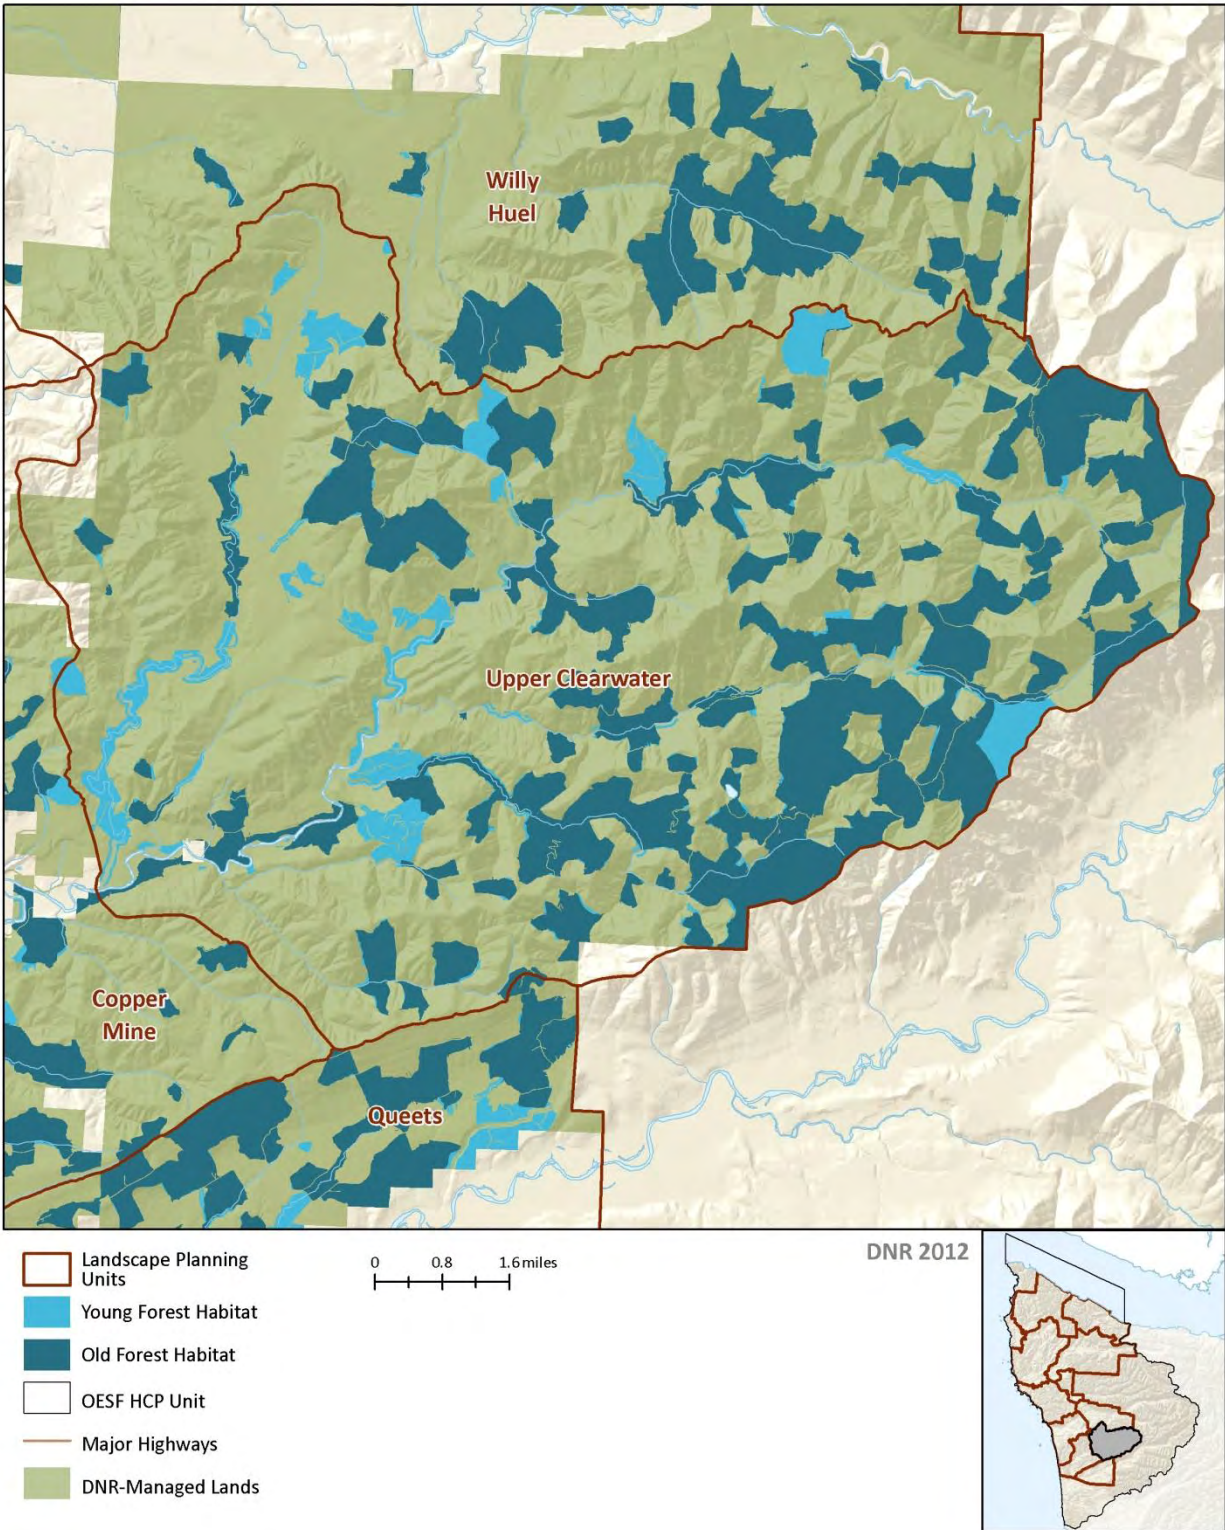 Willy
Huel
Upper Clearwater
Copper
Mine
Queets
Landscape Planning
Units
Young Forest Habitat
Old Forest Habitat
OESF HCP Unit
Major Highways
DNR-Managed Lands
0 0.8 1.6 miles
DNR 2012